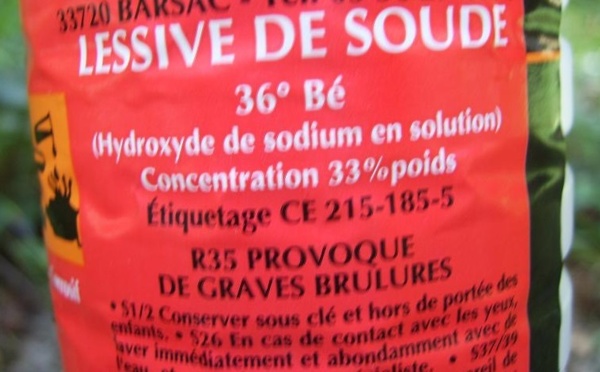 33720 BARSAC -
LESSIVE DE SOUDE
36° Bé
(Hydroxyde de sodium en solution)
Concentration 33%poids
Étiquetage CE 215-185-5
R35 PROVOQUE
DE GRAVES BRULURES
• S1/2 Conserver sous clé et hors de portée des
enfants. • S26 En cas de contact avec les yeux,
laver immédiatement et abondamment avec de
l'eau • S37/39